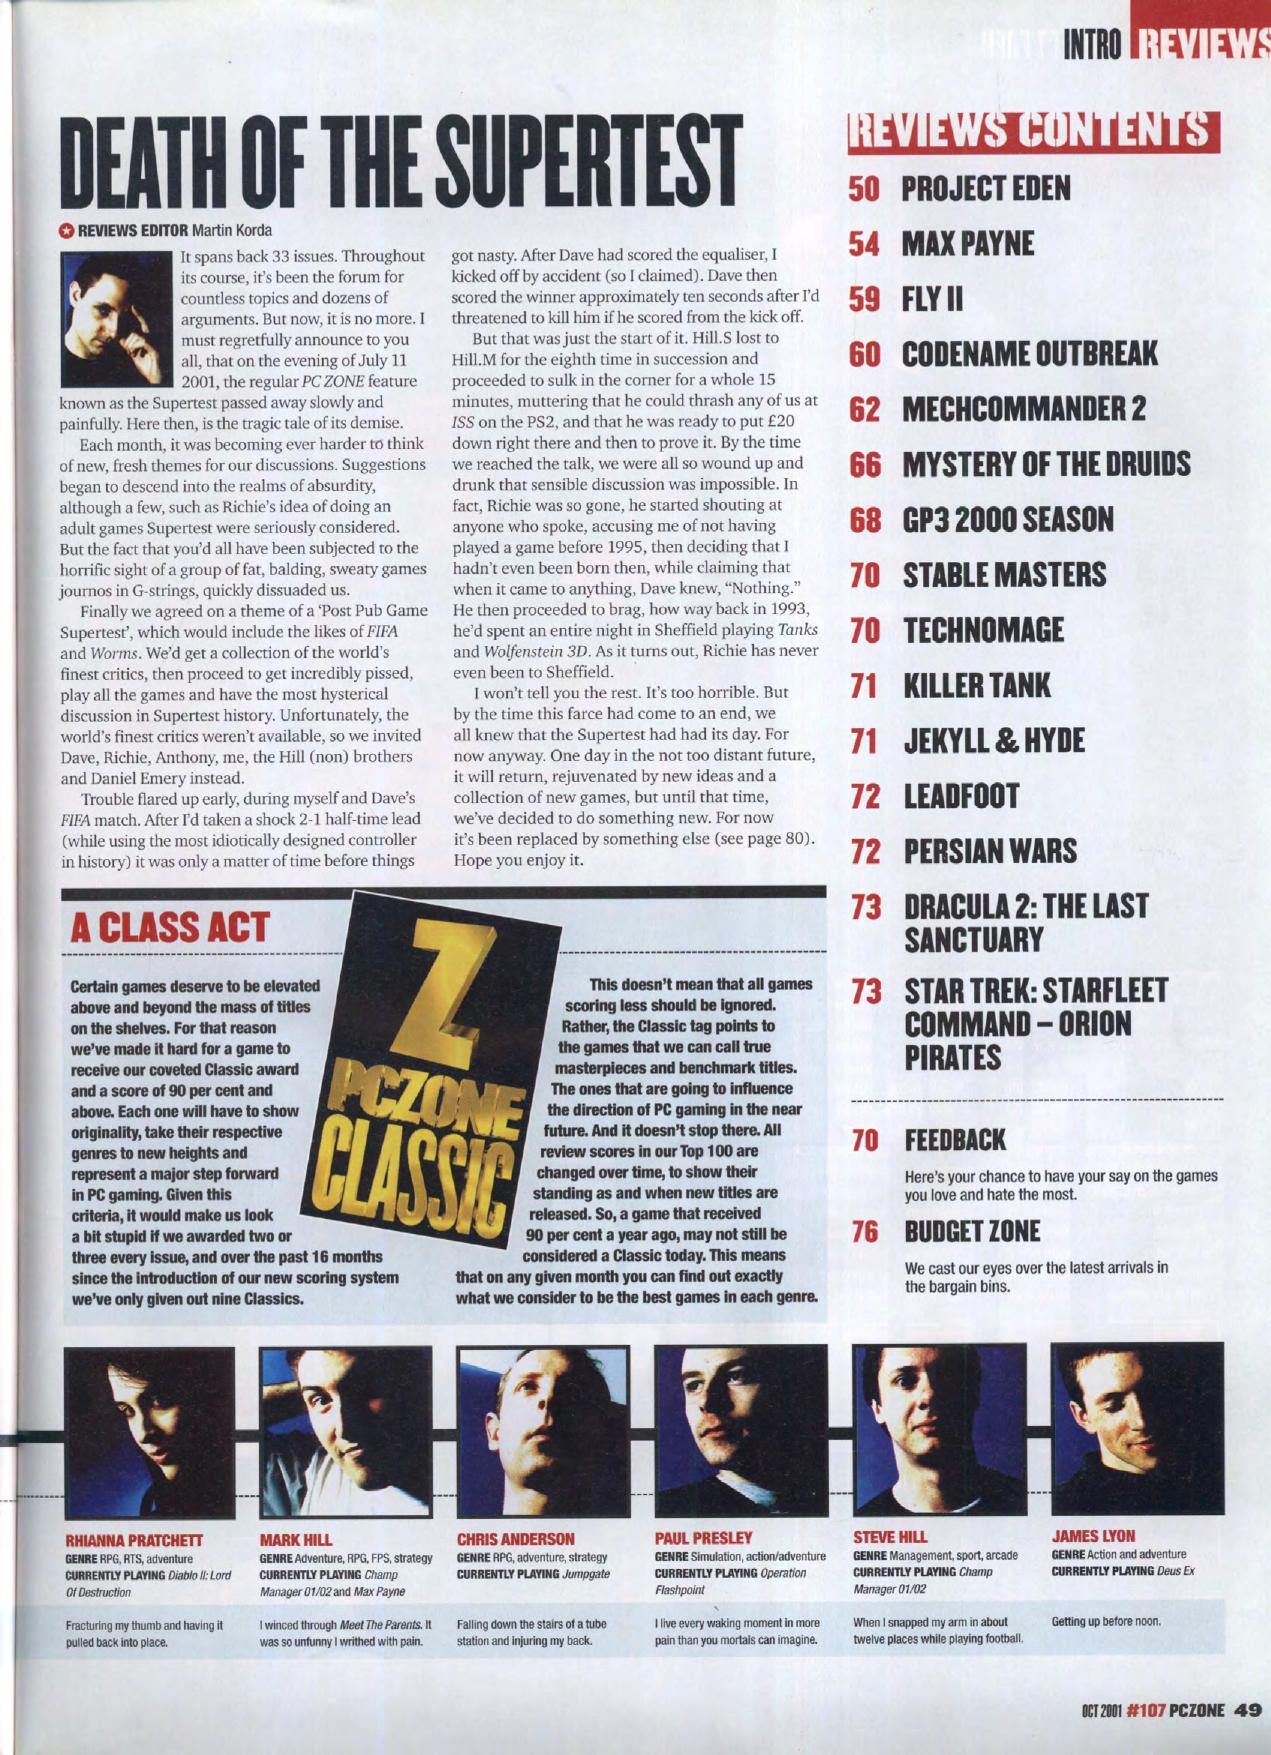 INTRO REVIEWS
DEATH OF THE SUPERTEST
REVIEWS EDITOR Martin Korda
It spans back 33 issues. Throughout
its course, it's been the forum for
countless topics and dozens of
arguments. But now, it is no more. I
must regretfully announce to you
all, that on the evening of July 11
2001, the regular PC ZONE feature
known as the Supertest passed away slowly and
painfully. Here then, is the tragic tale of its demise.
Each month, it was becoming ever harder to think
of new, fresh themes for our discussions. Suggestions
began to descend into the realms of absurdity,
although a few, such as Richie's idea of doing an
adult games Supertest were seriously considered.
But the fact that you'd all have been subjected to the
horrific sight of a group of fat, balding, sweaty games
journos in G-strings, quickly dissuaded us.
Finally we agreed on a theme of a 'Post Pub Game
Supertest', which would include the likes of FIFA
and Worms. We'd get a collection of the world's
finest critics, then proceed to get incredibly pissed,
play all the games and have the most hysterical
discussion in Supertest history. Unfortunately, the
world's finest critics weren't available, so we invited
Dave, Richie, Anthony, me, the Hill (non) brothers
and Daniel Emery instead.
Trouble flared up early, during myself and Dave's
FIFA match. After I'd taken a shock 2-1 half-time lead
(while using the most idiotically designed controller
in history) it was only a matter of time before things
got nasty. After Dave had scored the equaliser, I
kicked off by accident (so I claimed). Dave then
scored the winner approximately ten seconds after I'd
threatened to kill him if he scored from the kick off.
But that was just the start of it. Hill.S lost to
Hill.M for the eighth time in succession and
proceeded to sulk in the corner for a whole 15
minutes, muttering that he could thrash any of us at
ISS on the PS2, and that he was ready to put £20
down right there and then to prove it. By the time
we reached the talk, we were all so wound up and
drunk that sensible discussion was impossible. In
fact, Richie was so gone, he started shouting at
anyone who spoke, accusing me of not having
played a game before 1995, then deciding that I
hadn't even been born then, while claiming that
when it came to anything, Dave knew, "Nothing."
He then proceeded to brag, how way back in 1993,
he'd spent an entire night in Sheffield playing Tanks
and Wolfenstein 3D. As it turns out, Richie has never
even been to Sheffield.
I won't tell you the rest. It's too horrible. But
by the time this farce had come to an end, we
all knew that the Supertest had had its day. For
now anyway. One day in the not too distant future,
it will return, rejuvenated by new ideas and a
collection of new games, but until that time,
we've decided to do something new. For now
it's been replaced by something else (see page 80).
Hope you enjoy it.
REVIEWS CONTENTS
50 PROJECT EDEN
54 MAX PAYNE
59 FLY II
60 CODENAME OUTBREAK
62 MECHCOMMANDER 2
66 MYSTERY OF THE DRUIDS
68 GP3 2000 SEASON
70 STABLE MASTERS
70 TECHNOMAGE
71 KILLER TANK
71 JEKYLL & HYDE
72 LEADFOOT
72 PERSIAN WARS
73 DRACULA 2: THE LAST
SANCTUARY
73 STAR TREK: STARFLEET
COMMAND – ORION
PIRATES
70 FEEDBACK
Here's your chance to have your say on the games
you love and hate the most.
76 BUDGET ZONE
We cast our eyes over the latest arrivals in
the bargain bins.
A CLASS ACT
Certain games deserve to be elevated
above and beyond the mass of titles
on the shelves. For that reason
we've made it hard for a game to
receive our coveted Classic award
and a score of 90 per cent and
above. Each one will have to show
originality, take their respective
genres to new heights and
represent a major step forward
in PC gaming. Given this
criteria, it would make us look
a bit stupid if we awarded two or
three every issue, and over the past 16 months
since the introduction of our new scoring system
we've only given out nine Classics.
Z
PCZONE
CLASSIC
This doesn't mean that all games
scoring less should be ignored.
Rather, the Classic tag points to
the games that we can call true
masterpieces and benchmark titles.
The ones that are going to influence
the direction of PC gaming in the near
future. And it doesn't stop there. All
review scores in our Top 100 are
changed over time, to show their
standing as and when new titles are
released. So, a game that received
90 per cent a year ago, may not still be
considered a Classic today. This means
that on any given month you can find out exactly
what we consider to be the best games in each genre.
RHIANNA PRATCHETT
GENRE RPG, RTS, adventure
CURRENTLY PLAYING Diablo II: Lord
Of Destruction
Fracturing my thumb and having it
pulled back into place.
MARK HILL
GENRE Adventure, RPG, FPS, strategy
CURRENTLY PLAYING Champ
Manager 01/02 and Max Payne
I winced through Meet The Parents. It
was so unfunny I writhed with pain.
CHRIS ANDERSON
GENRE RPG, adventure, strategy
CURRENTLY PLAYING Jumpgate
Falling down the stairs of a tube
station and injuring my back.
PAUL PRESLEY
GENRE Simulation, action/adventure
CURRENTLY PLAYING Operation
Flashpoint
I live every waking moment in more
pain than you mortals can imagine.
STEVE HILL
GENRE Management, sport, arcade
CURRENTLY PLAYING Champ
Manager 01/02
When I snapped my arm in about
twelve places while playing football.
JAMES LYON
GENRE Action and adventure
CURRENTLY PLAYING Deus Ex
Getting up before noon.
OCT 2001 #107 PCZONE 49